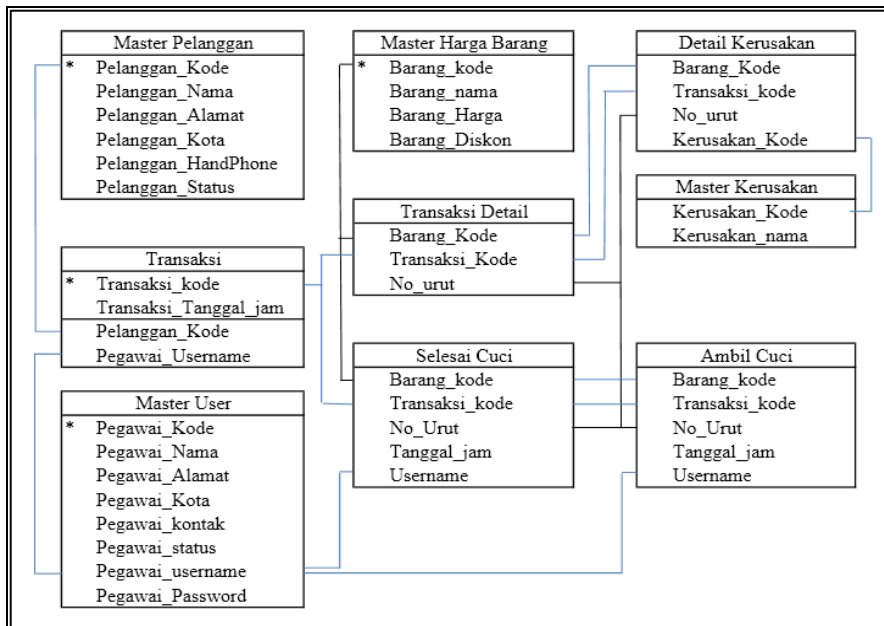 Master Pelanggan
* Pelanggan_Kode
Pelanggan_Nama
Pelanggan_Alamat
Pelanggan_Kota
Pelanggan_HandPhone
Pelanggan_Status
Transaksi
* Transaksi_kode
Transaksi_Tanggal_jam
Pelanggan_Kode
Pegawai_Username
Master User
* Pegawai_Kode
Pegawai_Nama
Pegawai_Alamat
Pegawai_Kota
Pegawai_kontak
Pegawai_status
Pegawai_username
Pegawai_Password
Master Harga Barang
* Barang_kode
Barang_nama
Barang_Harga
Barang_Diskon
Transaksi Detail
Barang_Kode
Transaksi_Kode
No_urut
Selesai Cuci
Barang_kode
Transaksi_kode
No_Urut
Tanggal_jam
Username
Detail Kerusakan
Barang_Kode
Transaksi_kode
No_urut
Kerusakan_Kode
Master Kerusakan
Kerusakan_Kode
Kerusakan_nama
Ambil Cuci
Barang_kode
Transaksi_kode
No_Urut
Tanggal_jam
Username